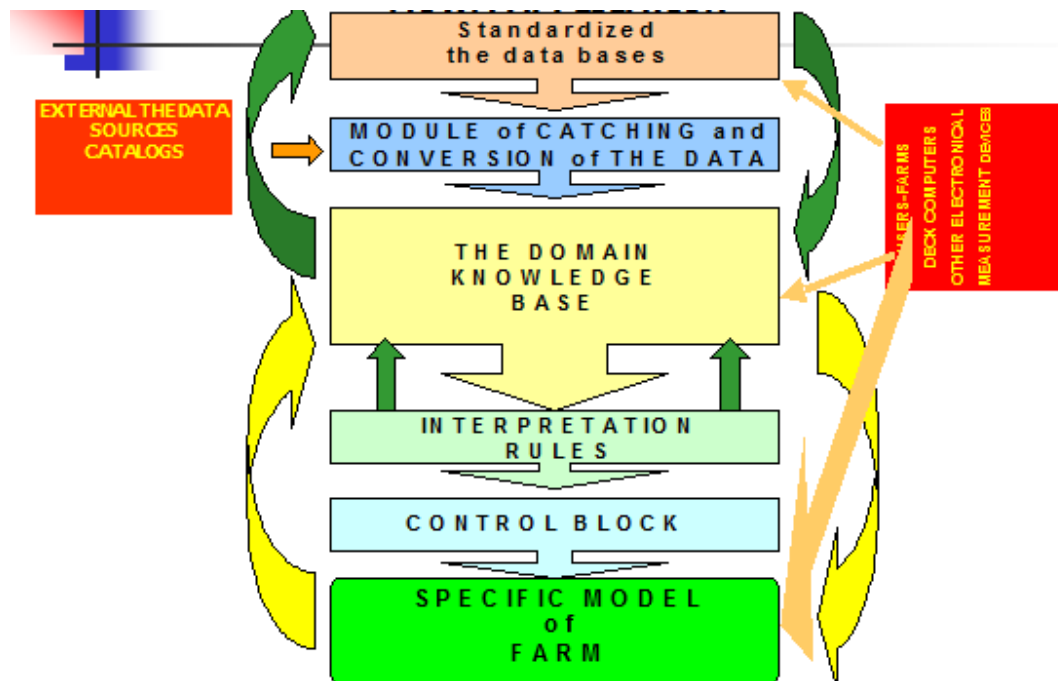 Standardized
the data bases
EXTERNAL THE DATA
SOURCES
CATALOGS
MODULE of CATCHING and
CONVERSION of THE DATA
DECK COMPUTERS
OTHER ELECTRONICAL
MEASUREMENT DEVICES
THE DOMAIN
KNOWLEDGE
BASE
INTERPRETATION
RULES
CONTROL BLOCK
SPECIFIC MODEL
of
FARM